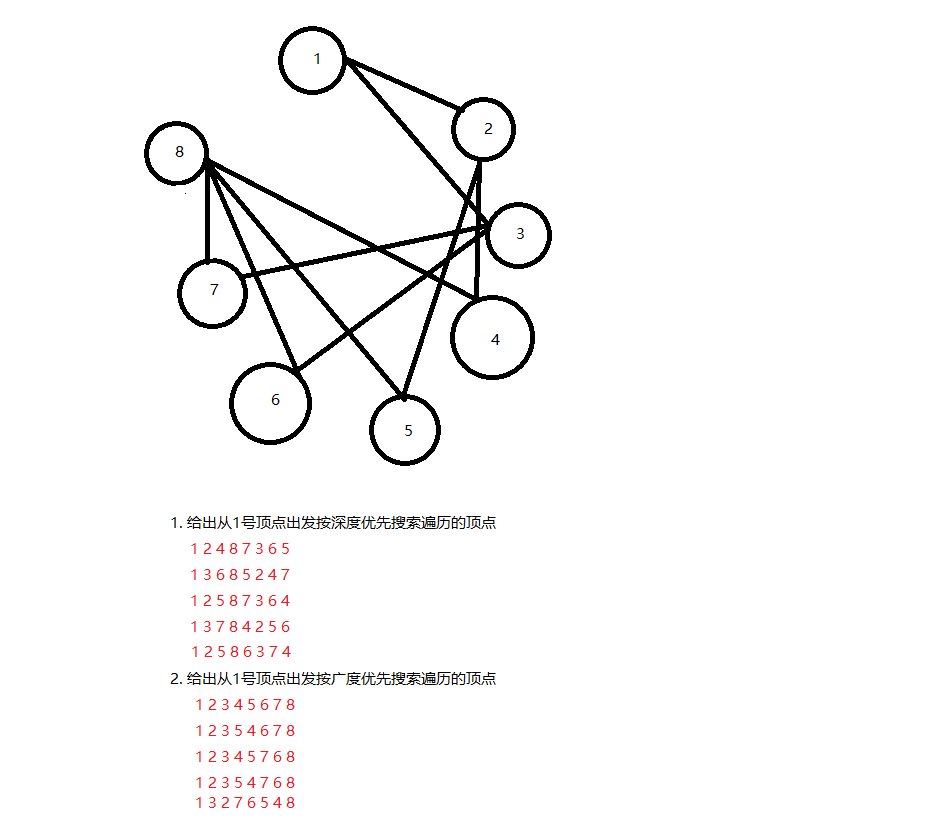 1
2
8
3
7
4
6
5
1. 给出从1号顶点出发按深度优先搜索遍历的顶点
1 2 4 8 7 3 6 5
1 3 6 8 5 2 4 7
1 2 5 8 7 3 6 4
1 3 7 8 4 2 5 6
1 2 5 8 6 3 7 4
2. 给出从1号顶点出发按广度优先搜索遍历的顶点
1 2 3 4 5 6 7 8
1 2 3 5 4 6 7 8
1 2 3 4 5 7 6 8
1 2 3 5 4 7 6 8
1 3 2 7 6 5 4 8